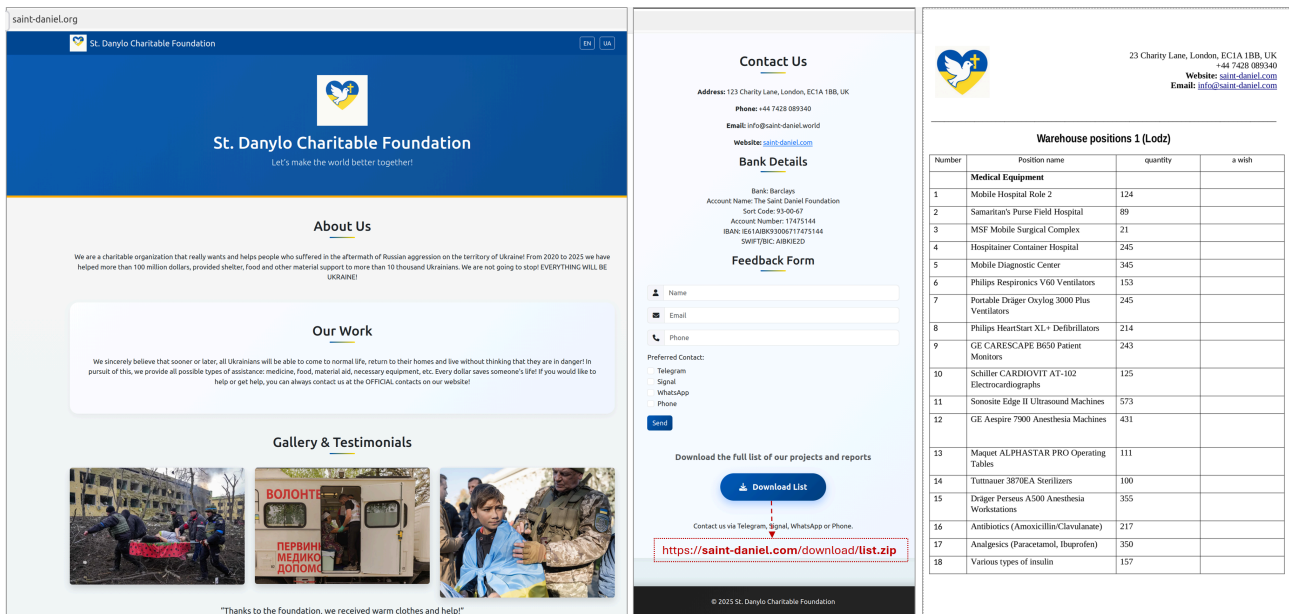 saint-daniel.org
St. Danylo Charitable Foundation
EN
UA
St. Danylo Charitable Foundation
Let's make the world better together!
About Us
We are a charitable organization that really wants and helps people who suffered in the aftermath of Russian aggression on the territory of Ukraine! From 2020 to 2025 we have
helped more than 100 million dollars, provided shelter, food and other material support to more than 10 thousand Ukrainians. We are not going to stop! EVERYTHING WILL BE
UKRAINE!
Our Work
We sincerely believe that sooner or later, all Ukrainians will be able to come to normal life, return to their homes and live without thinking that they are in danger! In
pursuit of this, we provide all possible types of assistance: medicine, food, material aid, necessary equipment, etc. Every dollar saves someone's life! If you would like to
help or get help, you can always contact us at the OFFICIAL contacts on our website!
Gallery & Testimonials
ВОЛОНТЕ
ПЕРВИН
МЕДИКО
ДОПОМО
"Thanks to the foundation, we received warm clothes and help!"
Contact Us
Address: 123 Charity Lane, London, EC1A 1BB, UK
Phone: +44 7428 089340
Email: info@saint-daniel.world
Website: saint-daniel.com
Bank Details
Bank: Barclays
Account Name: The Saint Daniel Foundation
Sort Code: 93-00-67
Account Number: 17475144
IBAN: IE61AIBK93006717475144
SWIFT/BIC: AIBKIE2D
Feedback Form
Name
Email
Phone
Preferred Contact:
Telegram
Signal
WhatsApp
Phone
Send
Download the full list of our projects and reports
Download List
Contact us via Telegram, Signal, WhatsApp or Phone.
https://saint-daniel.com/download/list.zip
© 2025 St. Danylo Charitable Foundation
23 Charity Lane, London, EC1A 1BB, UK
+44 7428 089340
Website: saint-daniel.com
Email: info@saint-daniel.com
Warehouse positions 1 (Lodz)
Number Position name quantity a wish
Medical Equipment
1 Mobile Hospital Role 2 124
2 Samaritan's Purse Field Hospital 89
3 MSF Mobile Surgical Complex 21
4 Hospitainer Container Hospital 245
5 Mobile Diagnostic Center 345
6 Philips Respironics V60 Ventilators 153
7 Portable Dräger Oxylog 3000 Plus 245
Ventilators
8 Philips HeartStart XL+ Defibrillators 214
9 GE CARESCAPE B650 Patient 243
Monitors
10 Schiller CARDIOVIT AT-102 125
Electrocardiographs
11 Sonosite Edge II Ultrasound Machines 573
12 GE Aespire 7900 Anesthesia Machines 431
13 Maquet ALPHASTAR PRO Operating 111
Tables
14 Tuttnauer 3870EA Sterilizers 100
15 Dräger Perseus A500 Anesthesia 355
Workstations
16 Antibiotics (Amoxicillin/Clavulanate) 217
17 Analgesics (Paracetamol, Ibuprofen) 350
18 Various types of insulin 157